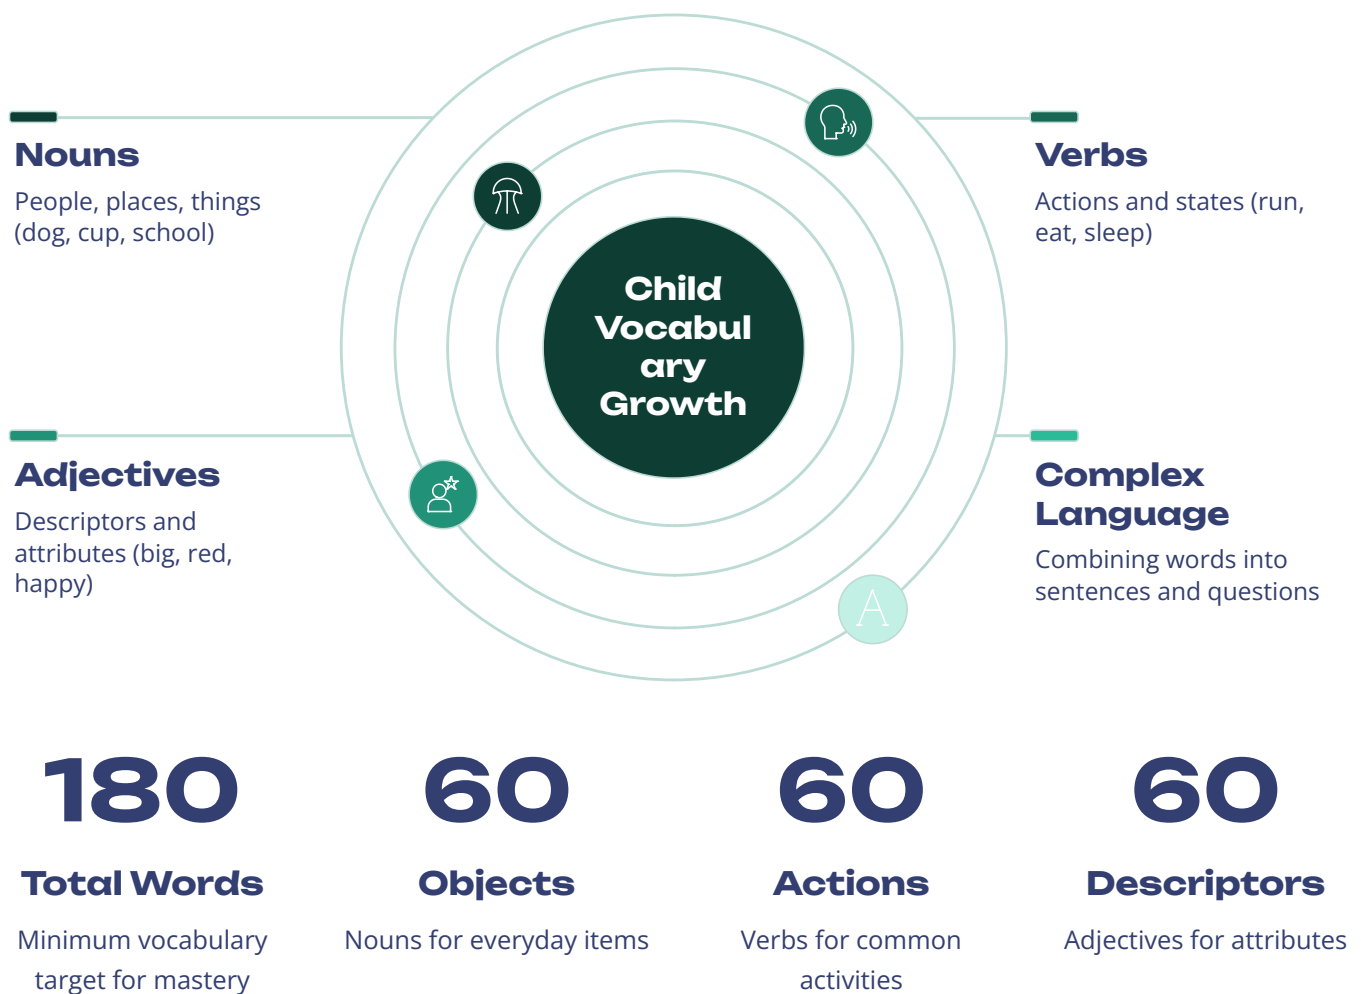 Nouns
People, places, things
(dog, cup, school)
Verbs
Actions and states (run,
eat, sleep)
Child
Vocabul
ary
Growth
Adjectives
Descriptors and
attributes (big, red,
happy)
Complex
Language
Combining words into
sentences and questions
A
180
Total Words
Minimum vocabulary
target for mastery
60
Objects
Nouns for everyday items
60
Actions
Verbs for common
activities
60
Descriptors
Adjectives for attributes